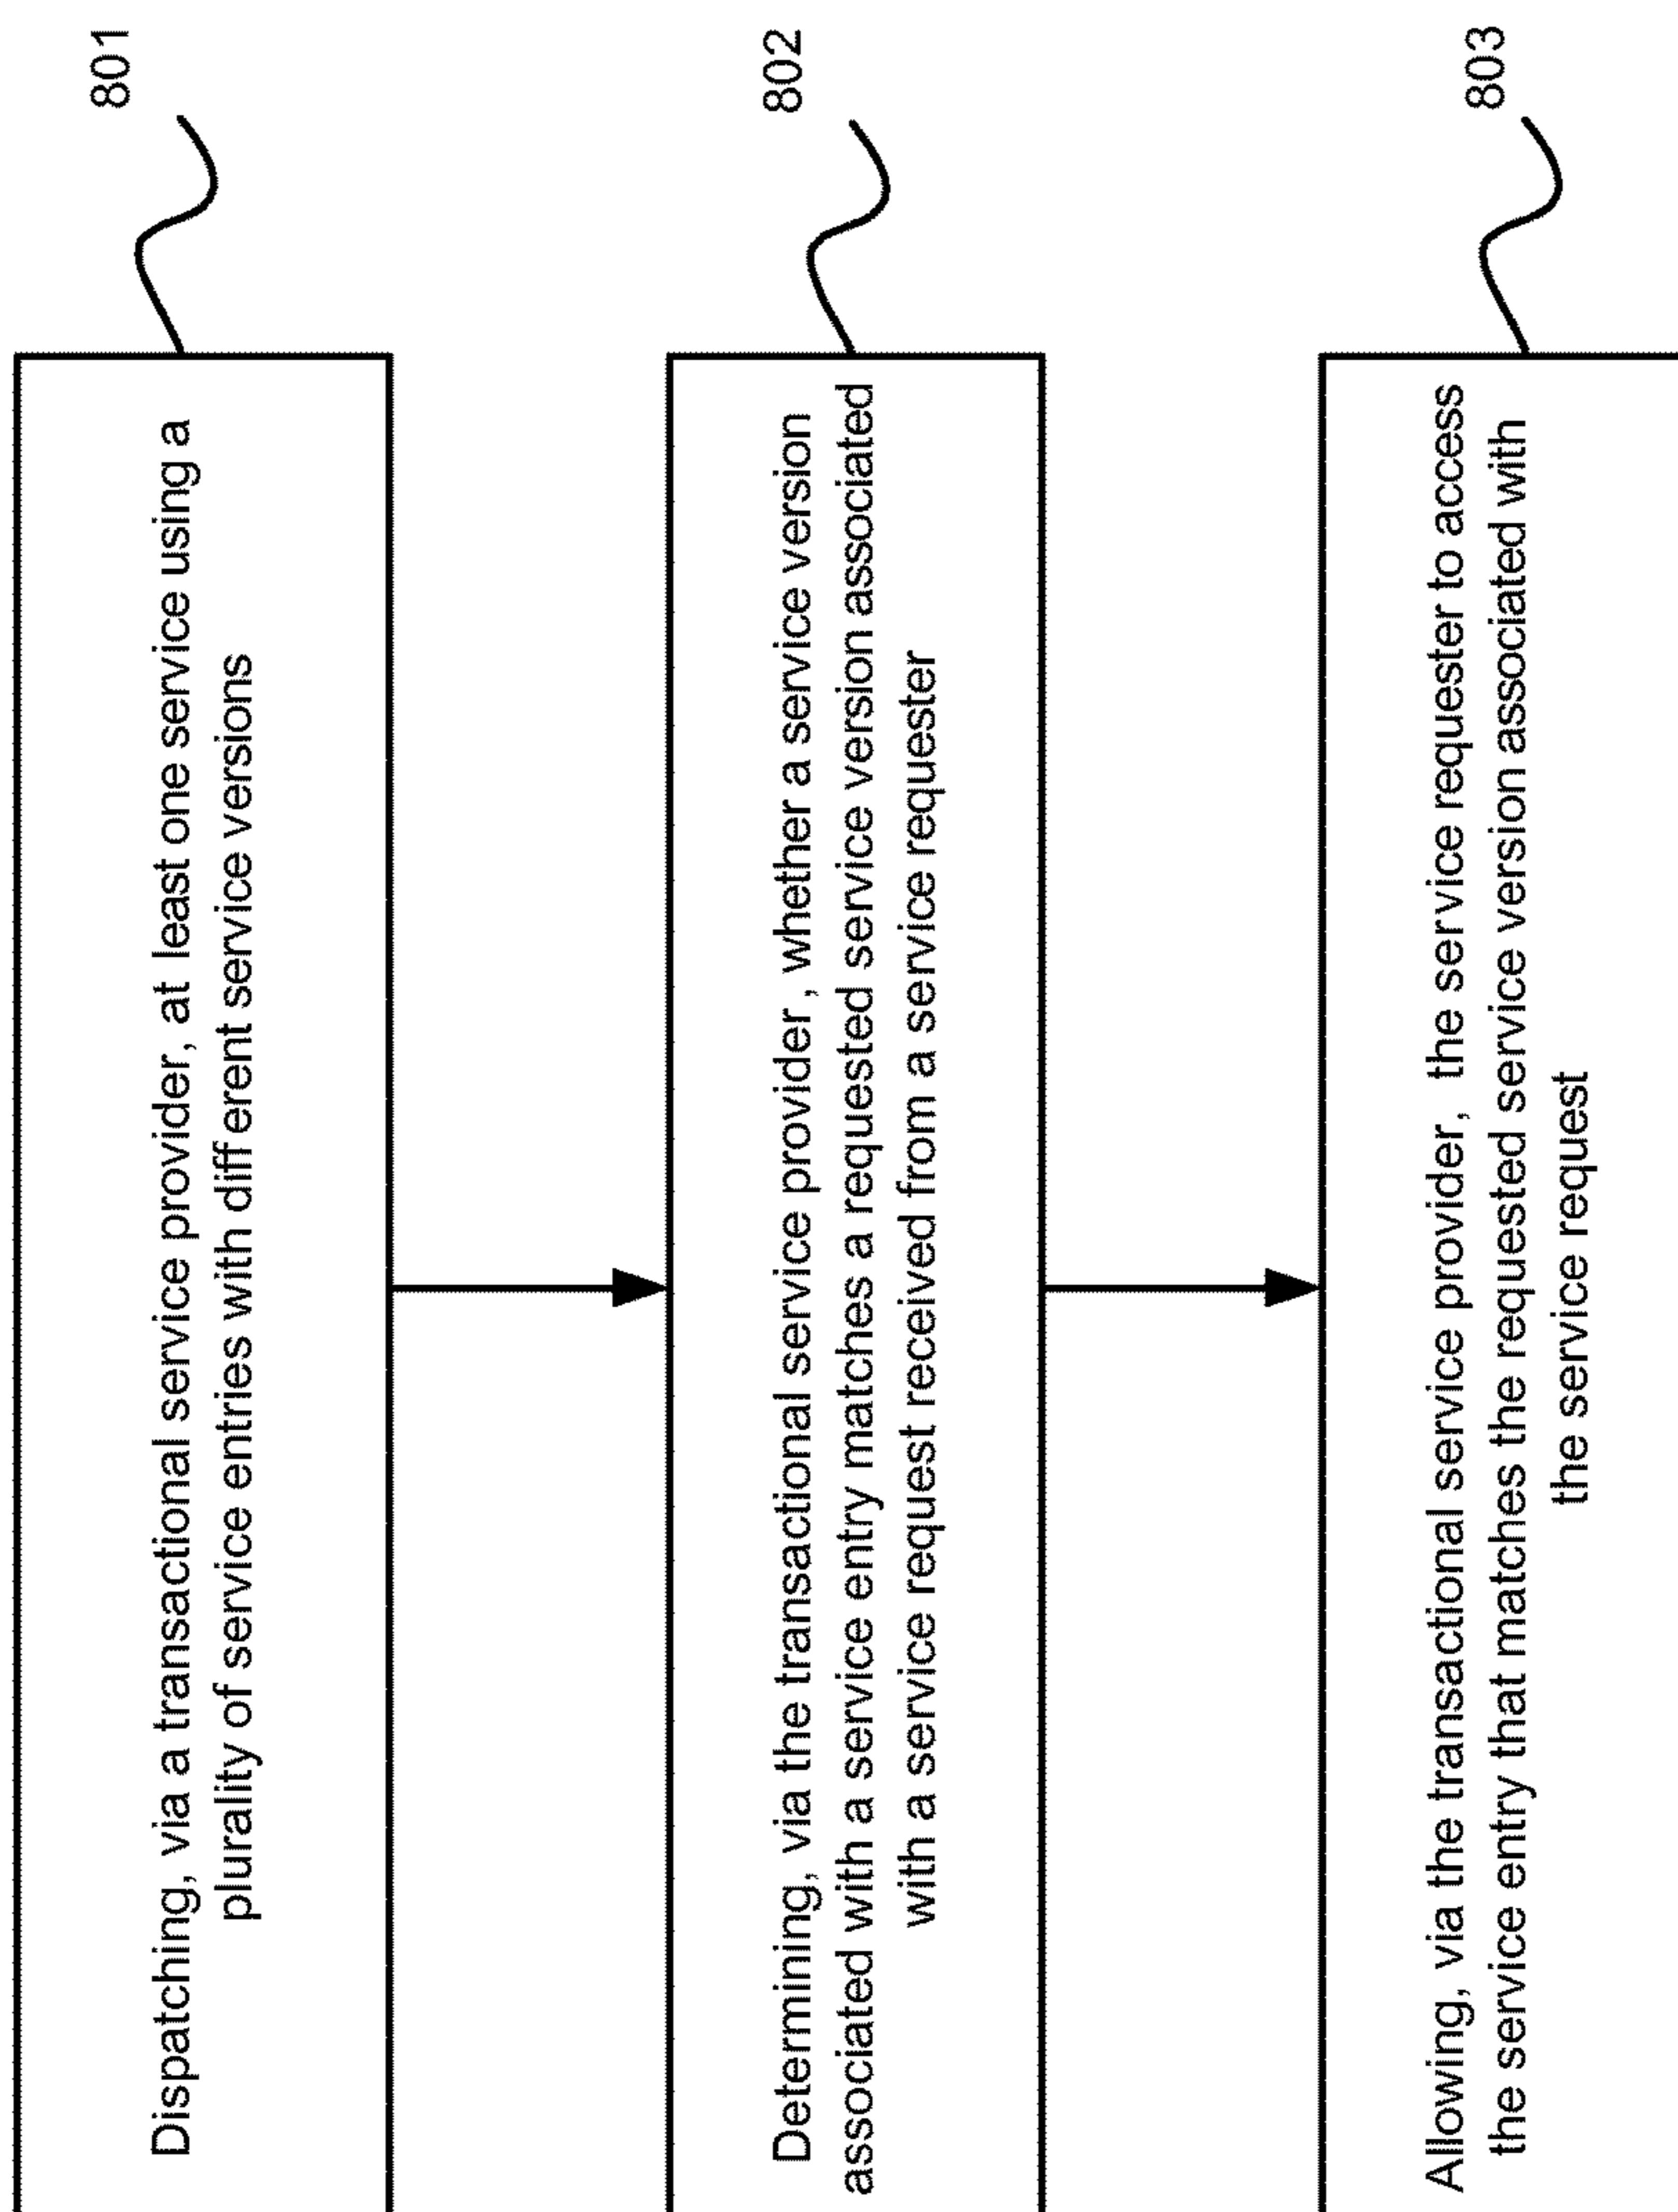 801
Dispatching, via a transactional service provider, at least one service using a
plurality of service entries with different service versions
802
Determining, via the transactional service provider, whether a service version
associated with a service entry matches a requested service version associated
with a service request received from a service requester
803
Allowing, via the transactional service provider, the service requester to access
the service entry that matches the requested service version associated with
the service request